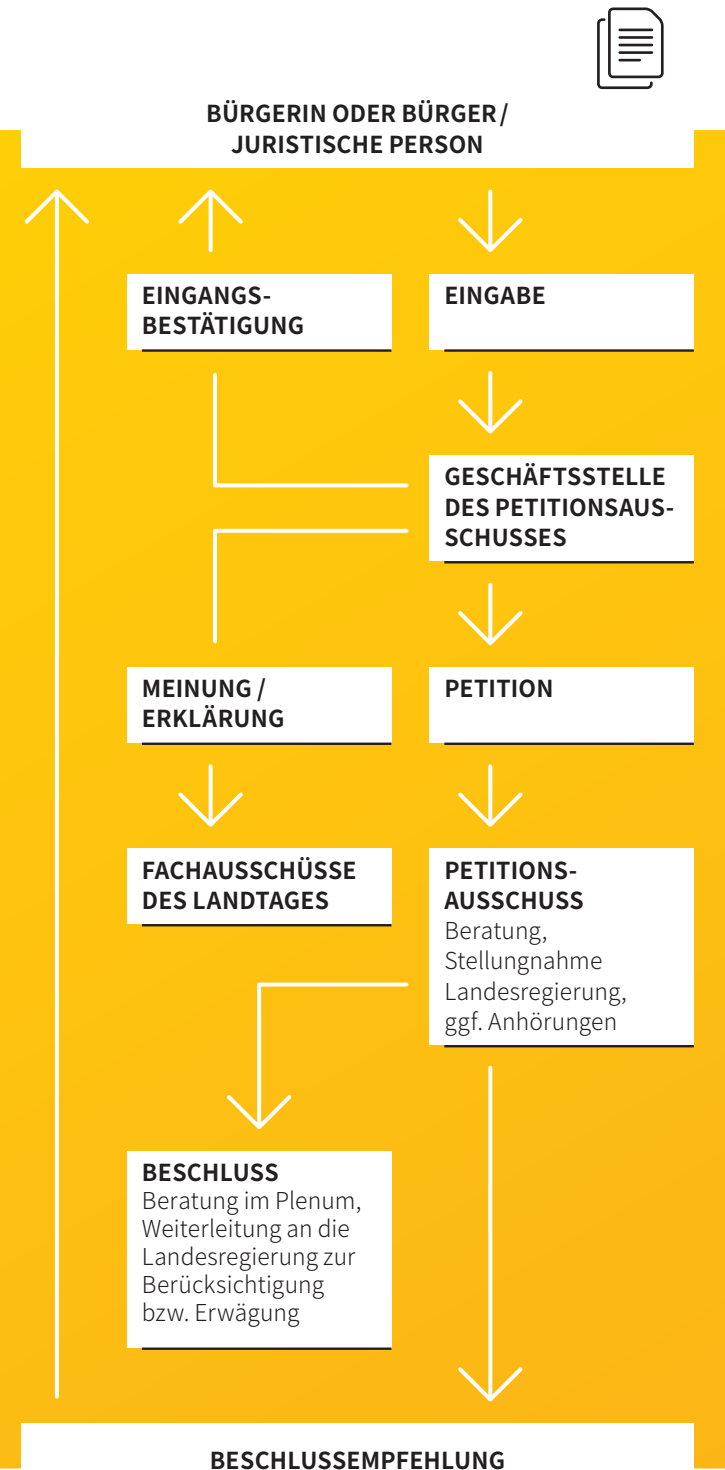 BÜRGERIN ODER BÜRGER /
JURISTISCHE PERSON
EINGANGS-
BESTÄTIGUNG
EINGABE
GESCHÄFTSSTELLE
DES PETITIONSAUS-
SCHUSSES
MEINUNG /
ERKLÄRUNG
PETITION
FACHAUSSCHÜSSE
DES LANDTAGES
PETITIONS-
AUSSCHUSS
Beratung,
Stellungnahme
Landesregierung,
ggf. Anhörungen
BESCHLUSS
Beratung im Plenum,
Weiterleitung an die
Landesregierung zur
Berücksichtigung
bzw. Erwägung
BESCHLUSSEMPFEHLUNG